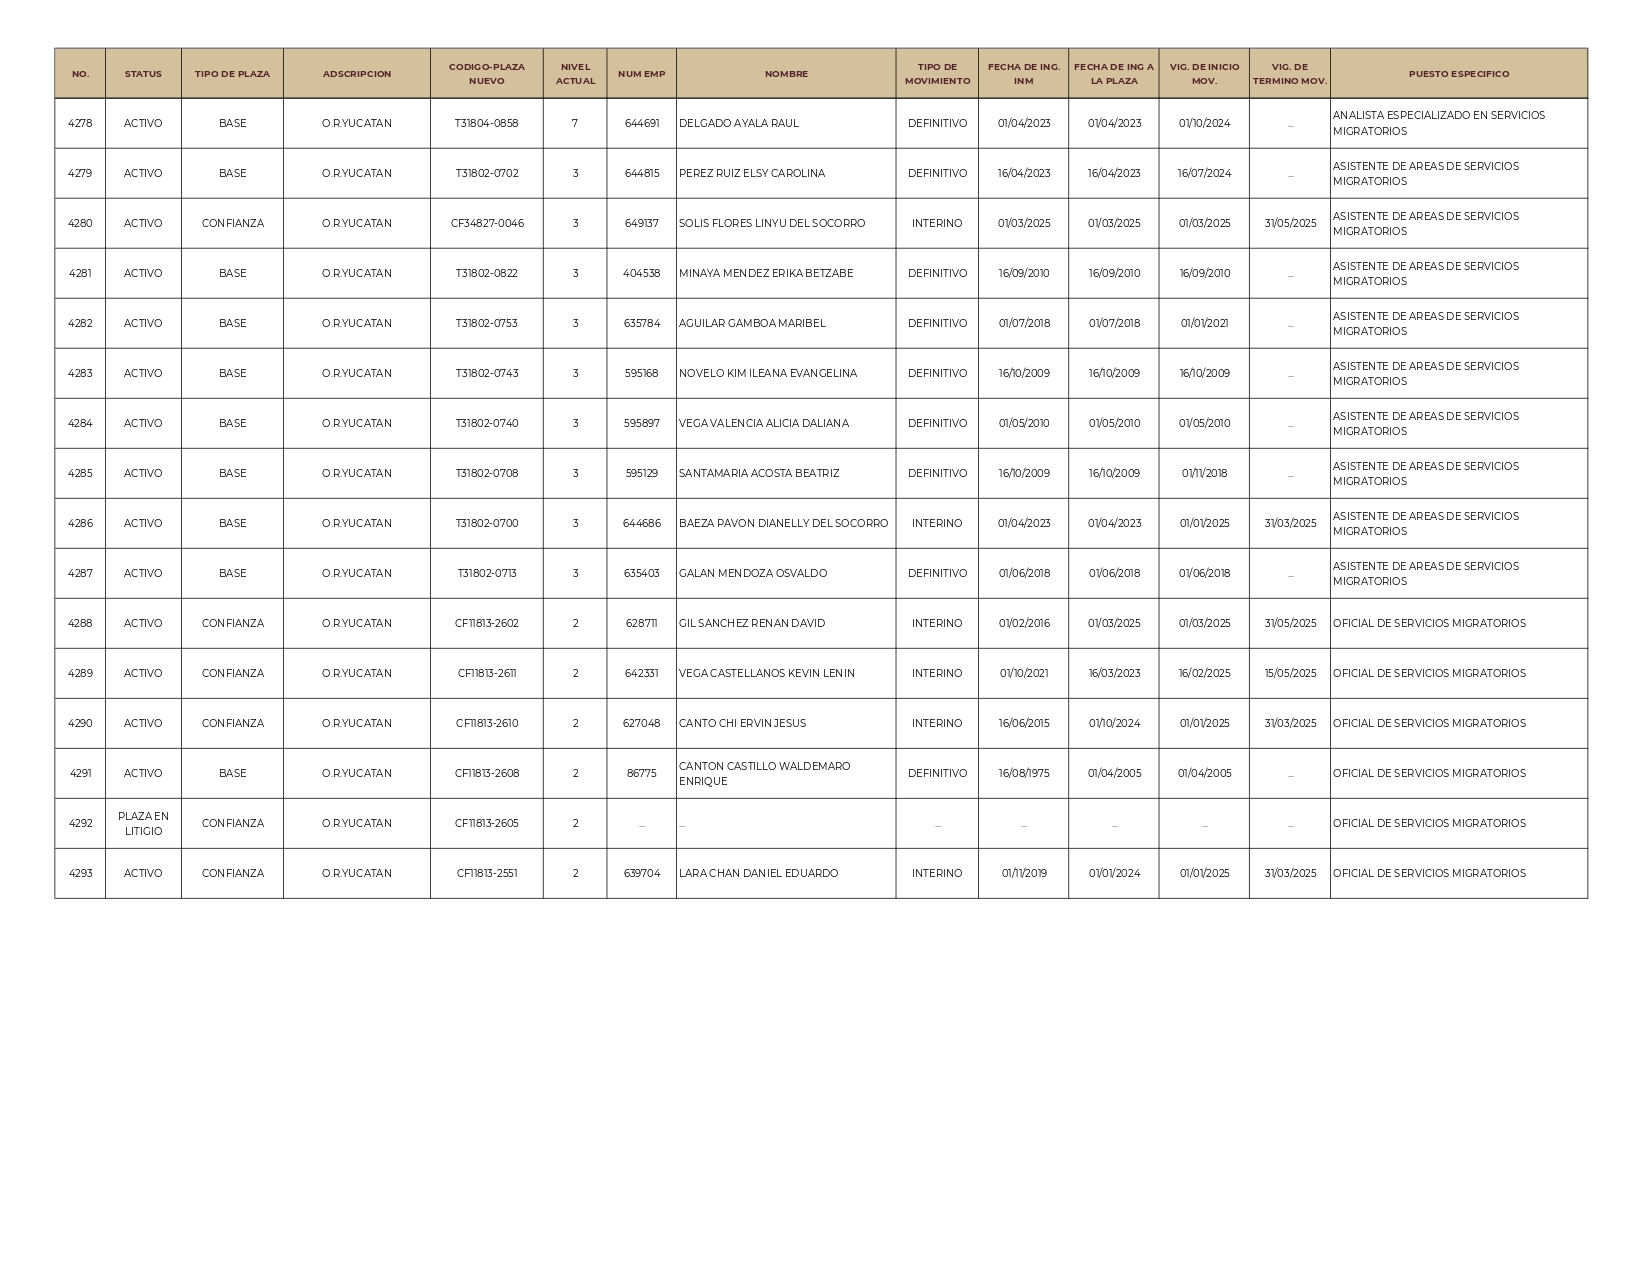 NO. STATUS TIPO DE PLAZA ADSCRIPCION CODIGO-PLAZA NUEVO NIVEL ACTUAL NUM EMP NOMBRE TIPO DE MOVIMIENTO FECHA DE ING. INM FECHA DE ING A LA PLAZA VIG. DE INICIO MOV. VIG. DE TERMINO MOV. PUESTO ESPECIFICO
4278 ACTIVO BASE O.R.YUCATAN T31804-0858 7 644691 DELGADO AYALA RAUL DEFINITIVO 01/04/2023 01/04/2023 01/10/2024 ... ANALISTA ESPECIALIZADO EN SERVICIOS MIGRATORIOS
4279 ACTIVO BASE O.R.YUCATAN T31802-0702 3 644815 PEREZ RUIZ ELSY CAROLINA DEFINITIVO 16/04/2023 16/04/2023 16/07/2024 ... ASISTENTE DE AREAS DE SERVICIOS MIGRATORIOS
4280 ACTIVO CONFIANZA O.R.YUCATAN CF34827-0046 3 649137 SOLIS FLORES LINYU DEL SOCORRO INTERINO 01/03/2025 01/03/2025 01/03/2025 31/05/2025 ASISTENTE DE AREAS DE SERVICIOS MIGRATORIOS
4281 ACTIVO BASE O.R.YUCATAN T31802-0822 3 404538 MINAYA MENDEZ ERIKA BETZABE DEFINITIVO 16/09/2010 16/09/2010 16/09/2010 ... ASISTENTE DE AREAS DE SERVICIOS MIGRATORIOS
4282 ACTIVO BASE O.R.YUCATAN T31802-0753 3 635784 AGUILAR GAMBOA MARIBEL DEFINITIVO 01/07/2018 01/07/2018 01/01/2021 ... ASISTENTE DE AREAS DE SERVICIOS MIGRATORIOS
4283 ACTIVO BASE O.R.YUCATAN T31802-0743 3 595168 NOVELO KIM ILEANA EVANGELINA DEFINITIVO 16/10/2009 16/10/2009 16/10/2009 ... ASISTENTE DE AREAS DE SERVICIOS MIGRATORIOS
4284 ACTIVO BASE O.R.YUCATAN T31802-0740 3 595897 VEGA VALENCIA ALICIA DALIANA DEFINITIVO 01/05/2010 01/05/2010 01/05/2010 ... ASISTENTE DE AREAS DE SERVICIOS MIGRATORIOS
4285 ACTIVO BASE O.R.YUCATAN T31802-0708 3 595129 SANTAMARIA ACOSTA BEATRIZ DEFINITIVO 16/10/2009 16/10/2009 01/11/2018 ... ASISTENTE DE AREAS DE SERVICIOS MIGRATORIOS
4286 ACTIVO BASE O.R.YUCATAN T31802-0700 3 644686 BAEZA PAVON DIANELLY DEL SOCORRO INTERINO 01/04/2023 01/04/2023 01/01/2025 31/03/2025 ASISTENTE DE AREAS DE SERVICIOS MIGRATORIOS
4287 ACTIVO BASE O.R.YUCATAN T31802-0713 3 635403 GALAN MENDOZA OSVALDO DEFINITIVO 01/06/2018 01/06/2018 01/06/2018 ... ASISTENTE DE AREAS DE SERVICIOS MIGRATORIOS
4288 ACTIVO CONFIANZA O.R.YUCATAN CF11813-2602 2 628711 GIL SANCHEZ RENAN DAVID INTERINO 01/02/2016 01/03/2025 01/03/2025 31/05/2025 OFICIAL DE SERVICIOS MIGRATORIOS
4289 ACTIVO CONFIANZA O.R.YUCATAN CF11813-2611 2 642331 VEGA CASTELLANOS KEVIN LENIN INTERINO 01/10/2021 16/03/2023 16/02/2025 15/05/2025 OFICIAL DE SERVICIOS MIGRATORIOS
4290 ACTIVO CONFIANZA O.R.YUCATAN CF11813-2610 2 627048 CANTO CHI ERVIN JESUS INTERINO 16/06/2015 01/10/2024 01/01/2025 31/03/2025 OFICIAL DE SERVICIOS MIGRATORIOS
4291 ACTIVO BASE O.R.YUCATAN CF11813-2608 2 86775 CANTON CASTILLO WALDEMARO ENRIQUE DEFINITIVO 16/08/1975 01/04/2005 01/04/2005 ... OFICIAL DE SERVICIOS MIGRATORIOS
4292 PLAZA EN LITIGIO CONFIANZA O.R.YUCATAN CF11813-2605 2 ... ... ... ... ... ... ... OFICIAL DE SERVICIOS MIGRATORIOS
4293 ACTIVO CONFIANZA O.R.YUCATAN CF11813-2551 2 639704 LARA CHAN DANIEL EDUARDO INTERINO 01/11/2019 01/01/2024 01/01/2025 31/03/2025 OFICIAL DE SERVICIOS MIGRATORIOS